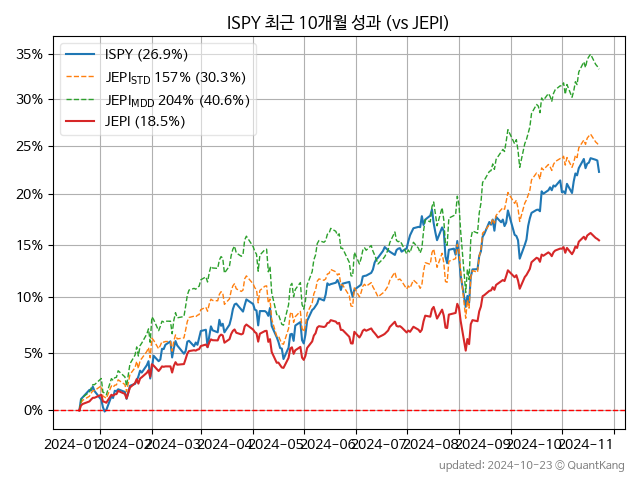 ISPY 최근 10개월 성과 (vs JEPI)
ISPY (26.9%)
JEPISTD 157% (30.3%)
JEPIMDD 204% (40.6%)
JEPI (18.5%)
35%
30%
25%
20%
15%
10%
5%
0%
2024-01 2024-02 2024-03 2024-04 2024-05 2024-06 2024-07 2024-08 2024-09 2024-10 2024-11
updated: 2024-10-23 © QuantKang